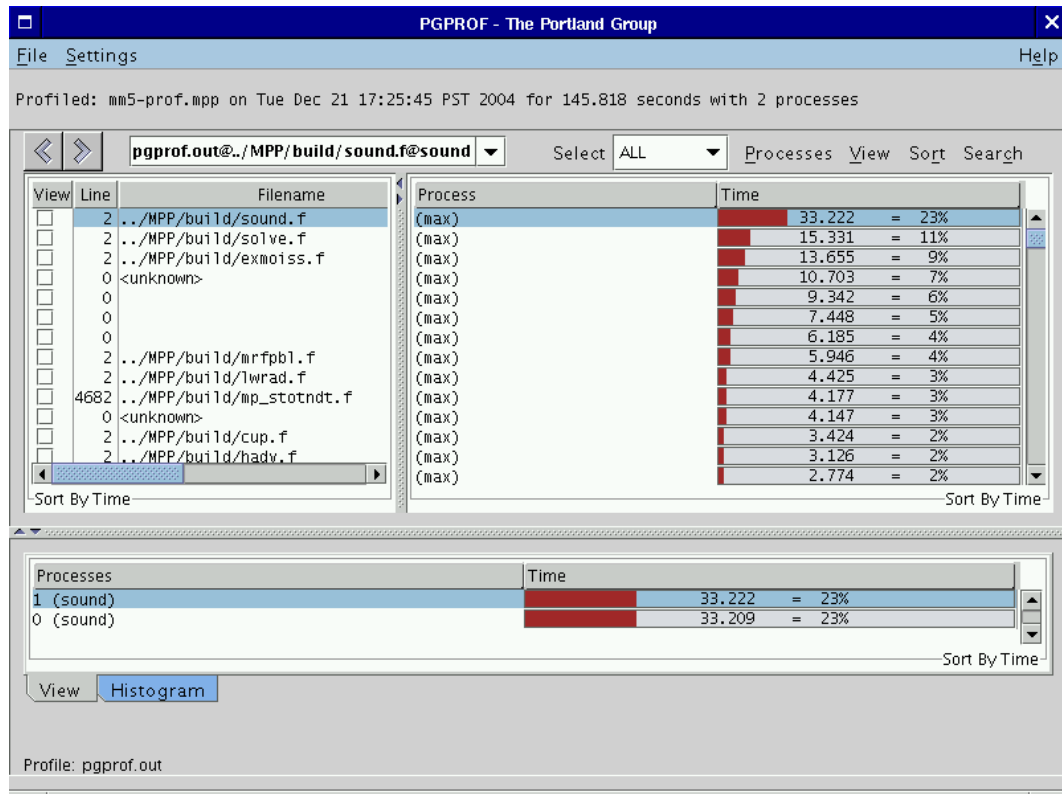 PGPROF - The Portland Group
File Settings Help
Profiled: mm5-prof.mpp on Tue Dec 21 17:25:45 PST 2004 for 145.818 seconds with 2 processes
pgprof.out@../MPP/build/sound.f@sound Select ALL Processes View Sort Search
View Line Filename Process Time
2 ../MPP/build/sound.f (max) 33.222 = 23%
2 ../MPP/build/solve.f (max) 15.331 = 11%
2 ../MPP/build/exmoiss.f (max) 13.655 = 9%
0 <unknown> (max) 10.703 = 7%
0 (max) 9.342 = 6%
0 (max) 7.448 = 5%
0 (max) 6.185 = 4%
2 ../MPP/build/mrfpbl.f (max) 5.946 = 4%
2 ../MPP/build/lwrad.f (max) 4.425 = 3%
4682 ../MPP/build/mp_stotndt.f (max) 4.177 = 3%
0 <unknown> (max) 4.147 = 3%
2 ../MPP/build/cup.f (max) 3.424 = 2%
2 ../MPP/build/hadv.f (max) 3.126 = 2%
(max) 2.774 = 2%
Sort By Time Sort By Time
Processes Time
1 (sound) 33.222 = 23%
0 (sound) 33.209 = 23%
Sort By Time
View Histogram
Profile: pgprof.out